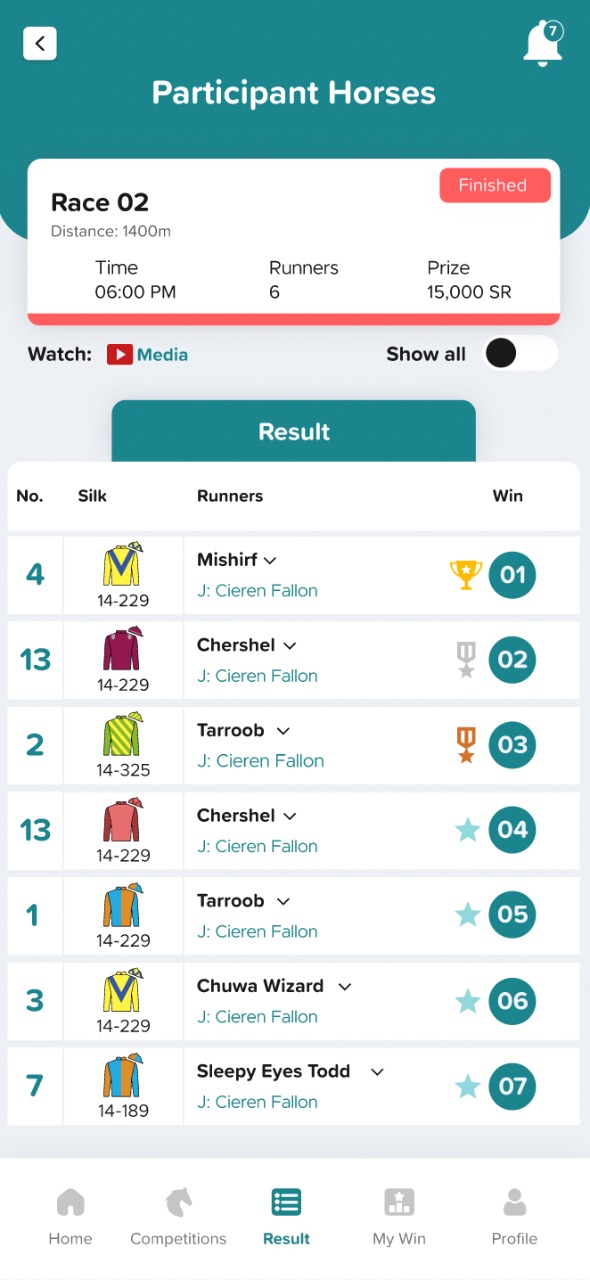 7
Participant Horses
Race 02
Finished
Distance: 1400m
Time Runners Prize
06:00 PM 6 15,000 SR
Watch: Media Show all
Result
No. Silk Runners Win
4 14-229 Mishirf 01
J: Cieren Fallon
13 14-229 Chershel 02
J: Cieren Fallon
2 14-325 Tarroob 03
J: Cieren Fallon
13 14-229 Chershel 04
J: Cieren Fallon
1 14-229 Tarroob 05
J: Cieren Fallon
3 14-229 Chuwa Wizard 06
J: Cieren Fallon
7 14-189 Sleepy Eyes Todd 07
J: Cieren Fallon
Home Competitions Result My Win Profile